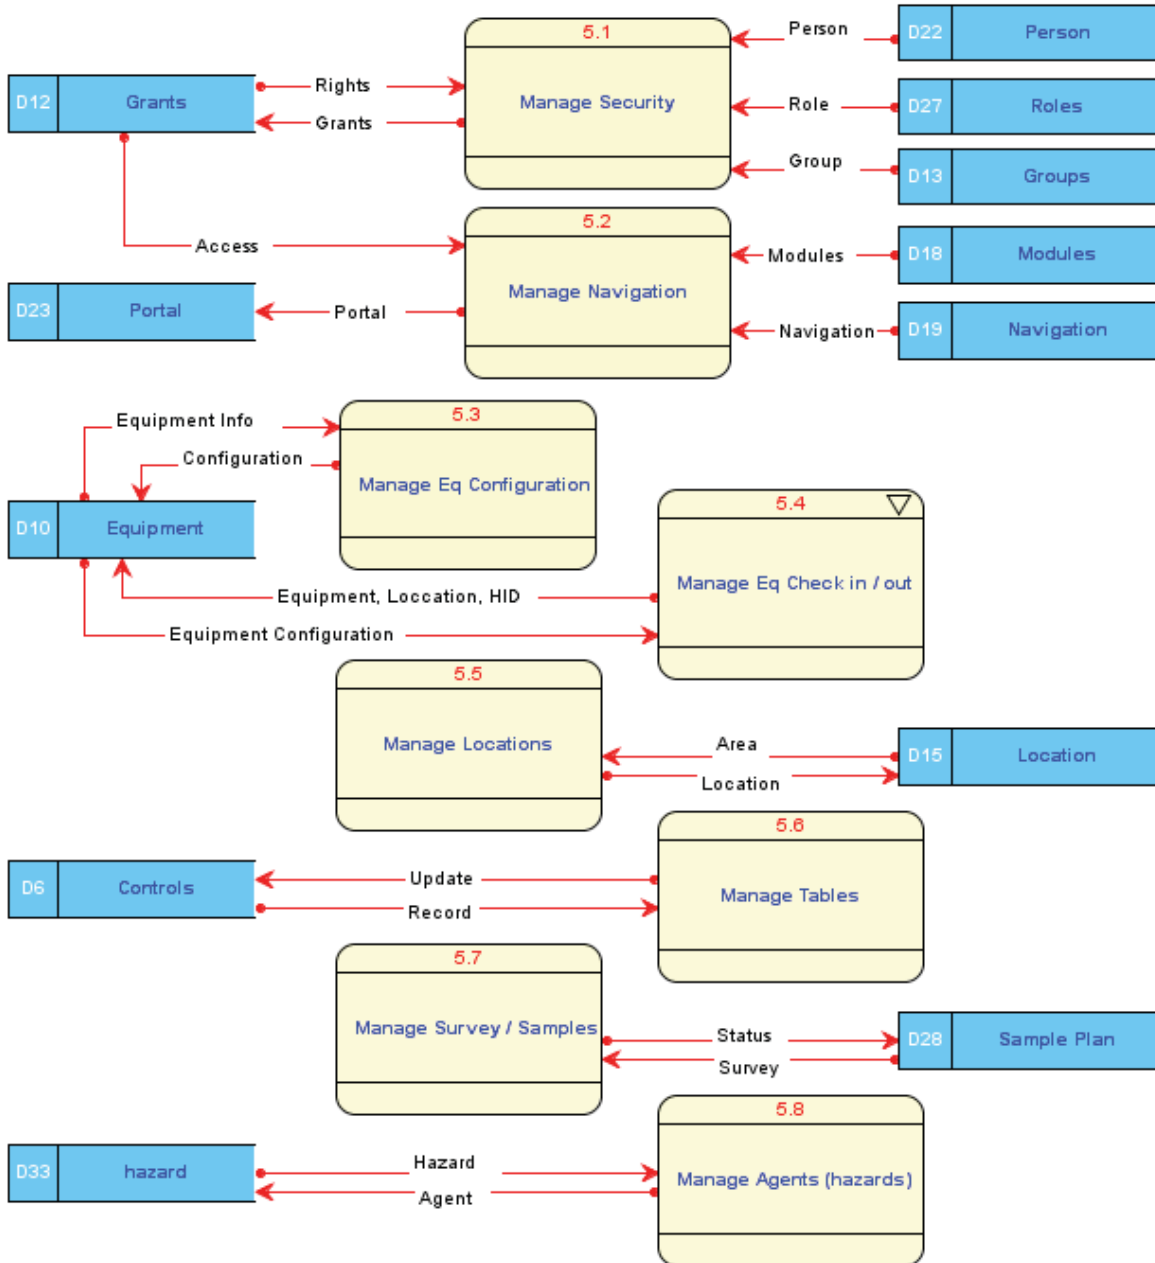 5.1
Person
D22 Person
D12 Grants
Rights
Manage Security
Role
D27 Roles
Grants
Group
D13 Groups
5.2
Access
Modules
D18 Modules
D23 Portal
Portal
Manage Navigation
Navigation
D19 Navigation
Equipment Info
5.3
Configuration
Manage Eq Configuration
D10 Equipment
5.4
Manage Eq Check in / out
Equipment, Loccation, HID
Equipment Configuration
5.5
Manage Locations
Area
D15 Location
Location
5.6
D6 Controls
Update
Manage Tables
Record
5.7
Manage Survey / Samples
Status
D28 Sample Plan
Survey
5.8
D33 hazard
Hazard
Manage Agents (hazards)
Agent